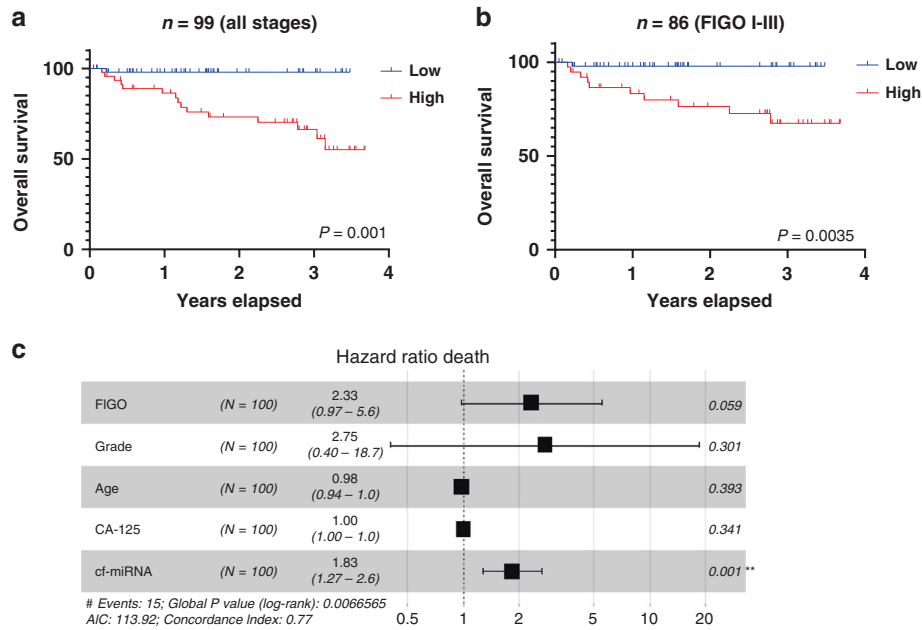 a
n = 99 (all stages)
Overall survival
100
50
0
0 1 2 3 4
Years elapsed
Low
High
P = 0.001
b
n = 86 (FIGO I-III)
Overall survival
100
50
0
0 1 2 3 4
Years elapsed
Low
High
P = 0.0035
c
Hazard ratio death
FIGO (N = 100) 2.33 (0.97 – 5.6) 0.059
Grade (N = 100) 2.75 (0.40 – 18.7) 0.301
Age (N = 100) 0.98 (0.94 – 1.0) 0.393
CA-125 (N = 100) 1.00 (1.00 – 1.0) 0.341
cf-miRNA (N = 100) 1.83 (1.27 – 2.6) 0.001 **
# Events: 15; Global P value (log-rank): 0.0066565
AIC: 113.92; Concordance Index: 0.77
0.5 1 2 5 10 20